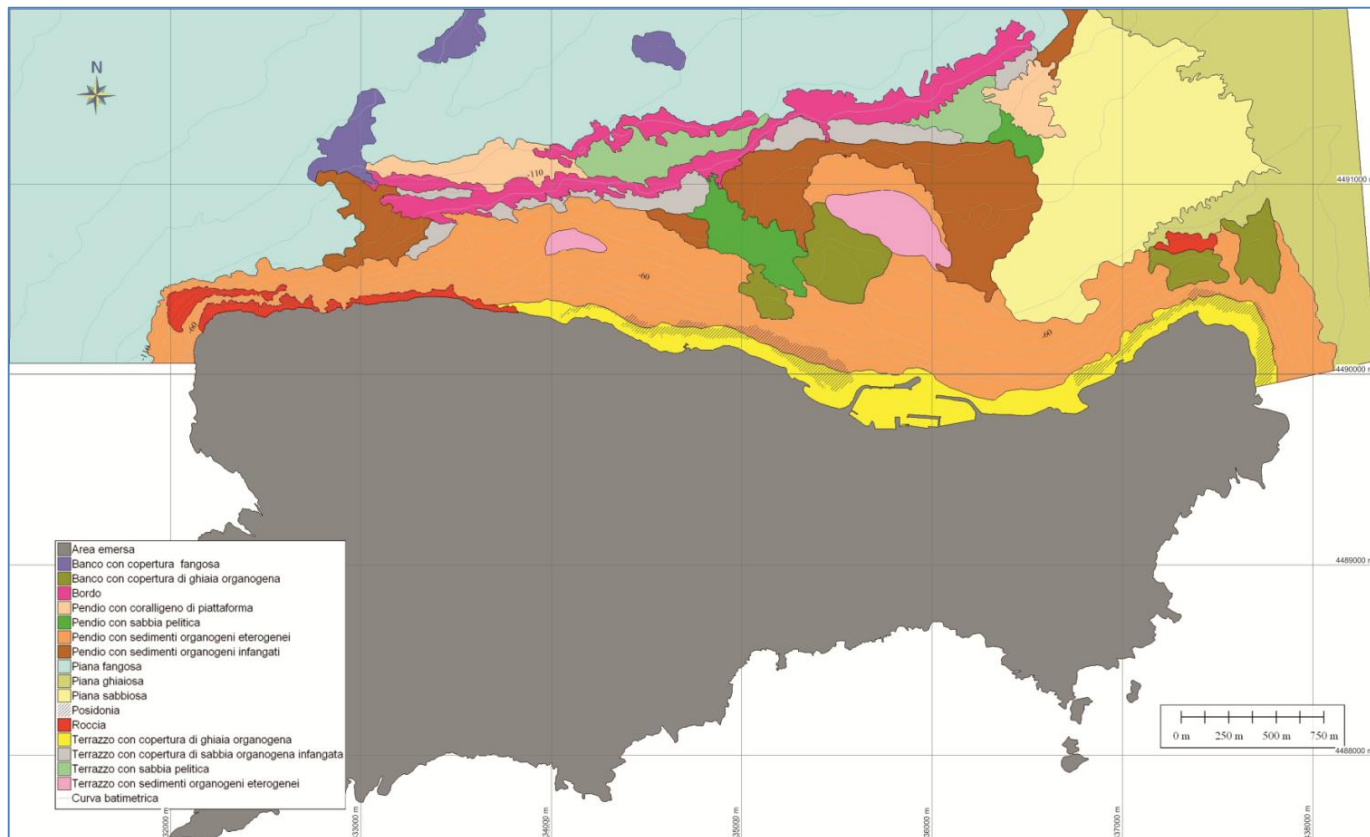 N
-110
-60
4491000 m
-60
-60
-60
-110
4490000 m
4489000 m
Area emersa
Banco con copertura fangosa
Banco con copertura di ghiaia organogena
Bordo
Pendio con coralligeno di piattaforma
Pendio con sabbia pelitica
Pendio con sedimenti organogeni eterogenei
Pendio con sedimenti organogeni infangati
Piana fangosa
Piana ghiaiosa
Piana sabbiosa
Posidonia
Roccia
Terrazzo con copertura di ghiaia organogena
Terrazzo con copertura di sabbia organogena infangata
Terrazzo con sabbia pelitica
Terrazzo con sedimenti organogeni eterogenei
Curva batimetrica
0 m 250 m 500 m 750 m
4488000 m
32000 m
33000 m
34000 m
35000 m
36000 m
37000 m
38000 m